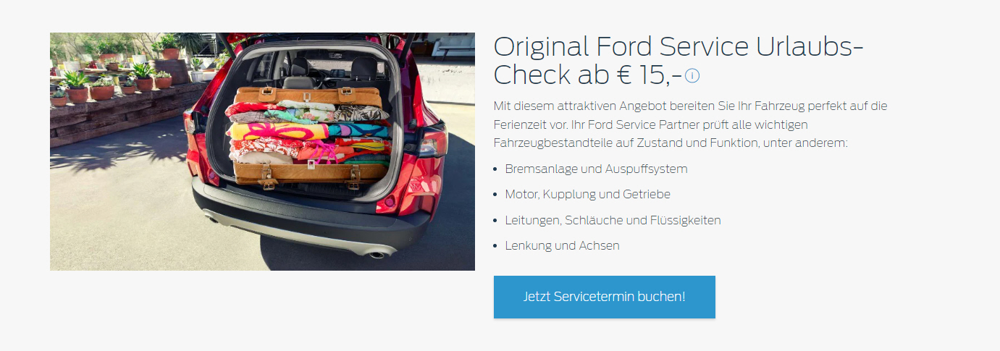 Original Ford Service Urlaubs-
Check ab € 15,- i
Mit diesem attraktiven Angebot bereiten Sie Ihr Fahrzeug perfekt auf die
Ferienzeit vor. Ihr Ford Service Partner prüft alle wichtigen
Fahrzeugbestandteile auf Zustand und Funktion, unter anderem:
• Bremsanlage und Auspuffsystem
• Motor, Kupplung und Getriebe
• Leitungen, Schläuche und Flüssigkeiten
• Lenkung und Achsen
Jetzt Servicetermin buchen!